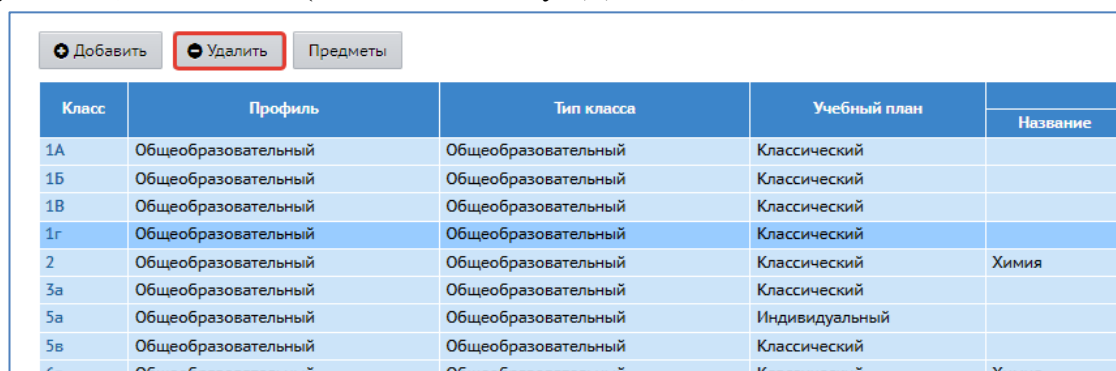 Добавить Удалить Предметы
Класс Профиль Тип класса Учебный план
Название
1А Общеобразовательный Общеобразовательный Классический
1Б Общеобразовательный Общеобразовательный Классический
1В Общеобразовательный Общеобразовательный Классический
1г Общеобразовательный Общеобразовательный Классический
2 Общеобразовательный Общеобразовательный Классический Химия
3а Общеобразовательный Общеобразовательный Классический
5а Общеобразовательный Общеобразовательный Индивидуальный
5в Общеобразовательный Общеобразовательный Классический